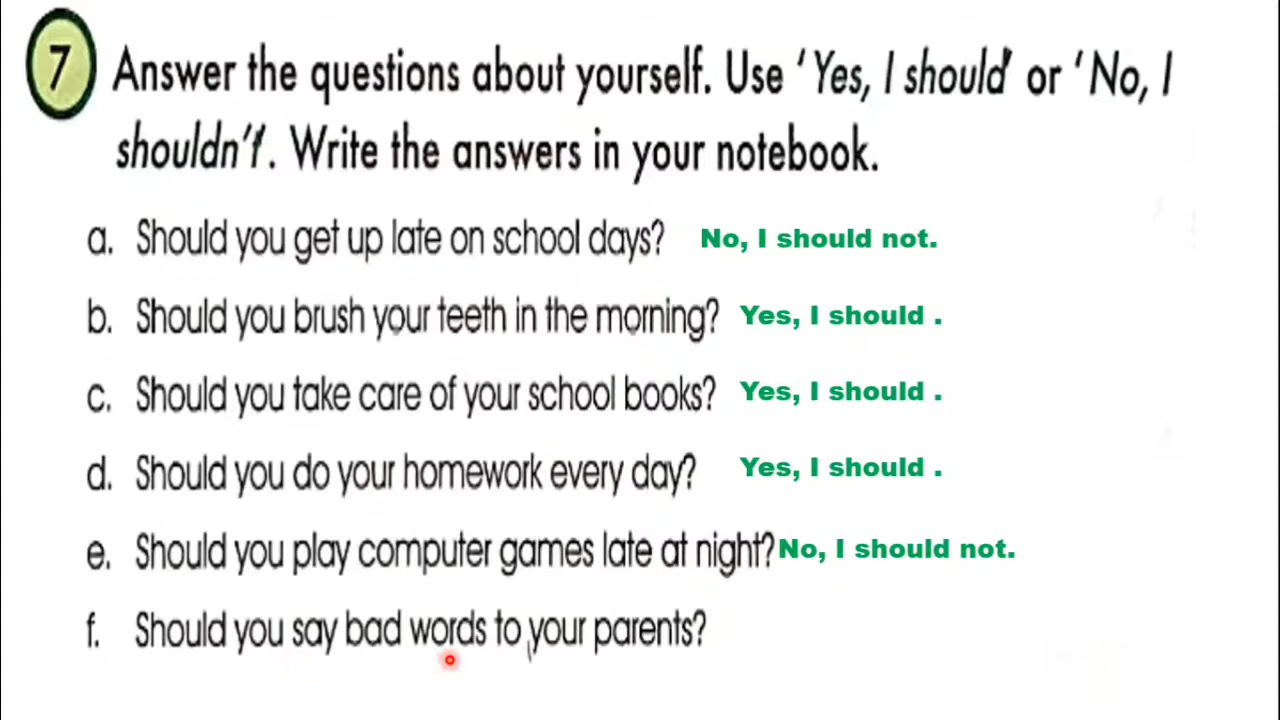 7 Answer the questions about yourself. Use 'Yes, I should' or 'No, I
shouldn't'. Write the answers in your notebook.
a. Should you get up late on school days? No, I should not.
b. Should you brush your teeth in the morning? Yes, I should .
c. Should you take care of your school books? Yes, I should .
d. Should you do your homework every day? Yes, I should .
e. Should you play computer games late at night? No, I should not.
f. Should you say bad words to your parents?